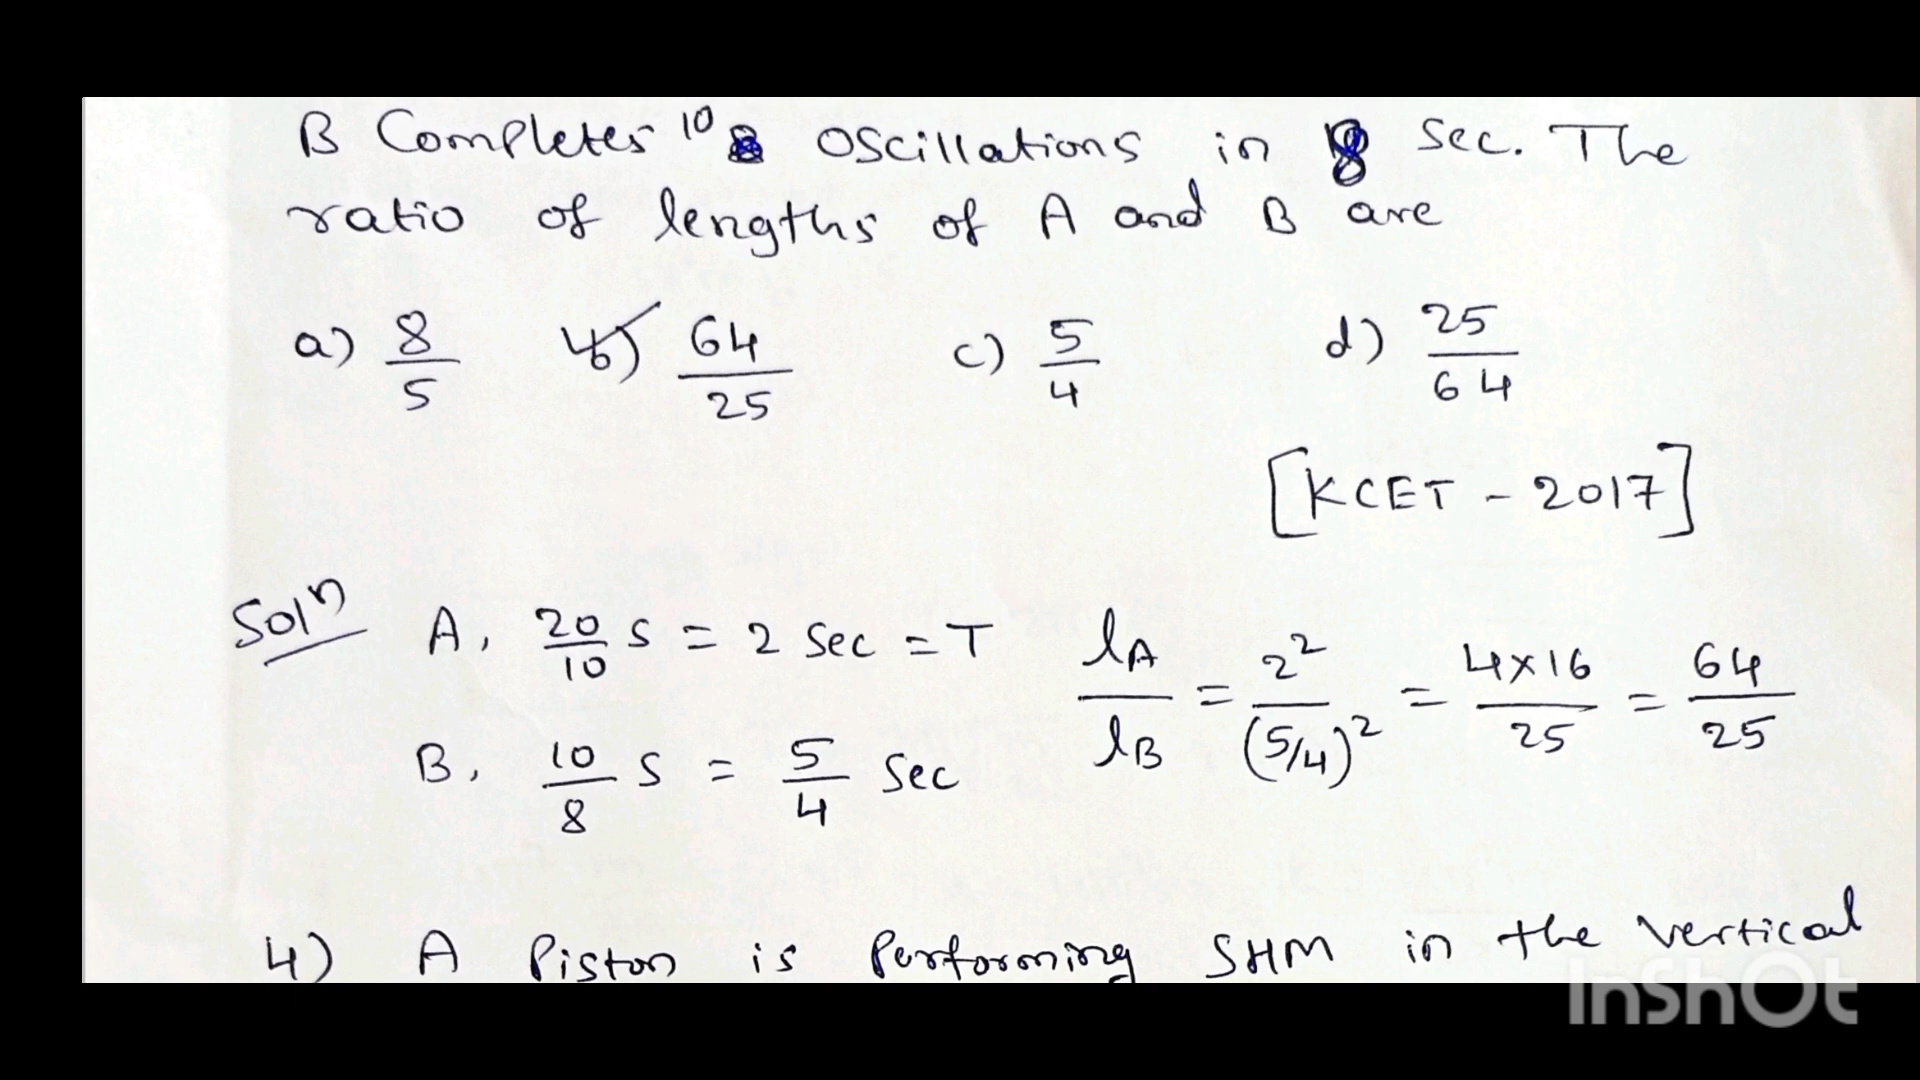 B Completes 10 Oscillations in 8 Sec. The
ratio of lengths of A and B are
a) 8/5 b) 64/25 c) 5/4 d) 25/64
[KCET - 2017]
Solⁿ A, 20/10 s = 2 Sec = T lA/lB = 2²/(5/4)² = 4×16/25 = 64/25
B, 10/8 s = 5/4 Sec
4) A Piston is Performing SHM in the vertical
InShOt